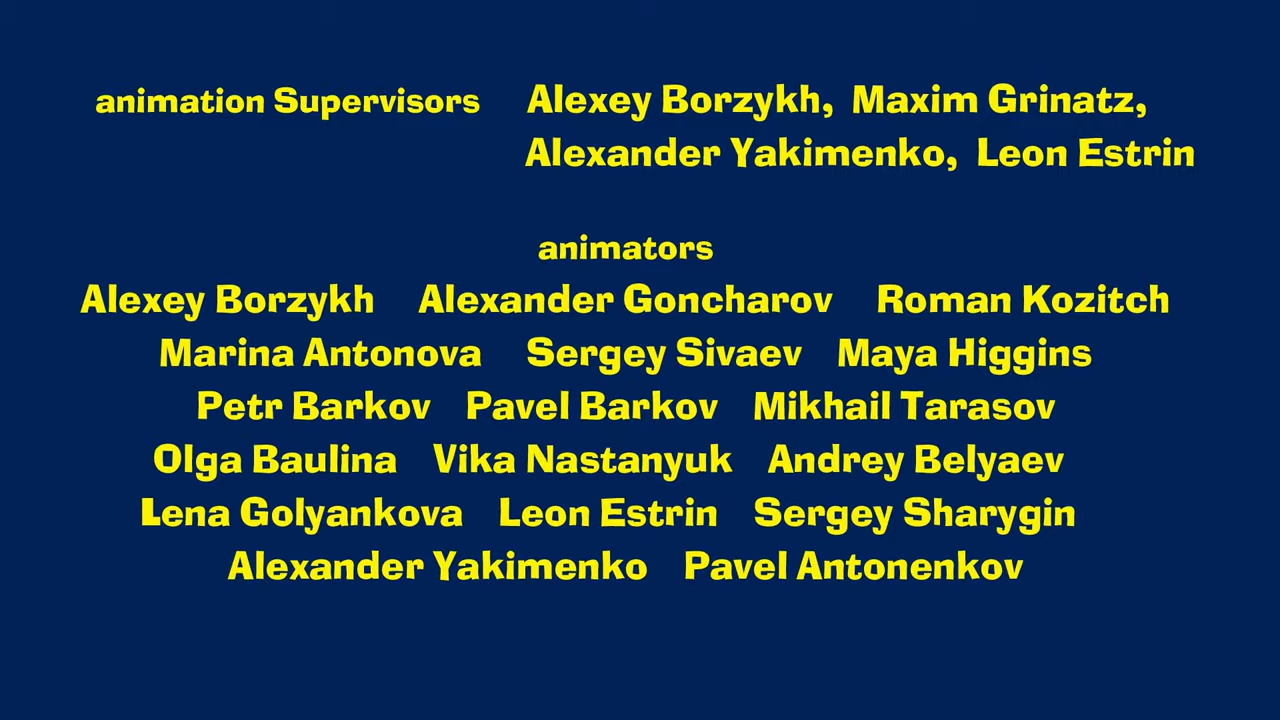 animation Supervisors Alexey Borzykh, Maxim Grinatz,
Alexander Yakimenko, Leon Estrin
animators
Alexey Borzykh Alexander Goncharov Roman Kozitch
Marina Antonova Sergey Sivaev Maya Higgins
Petr Barkov Pavel Barkov Mikhail Tarasov
Olga Baulina Vika Nastanyuk Andrey Belyaev
Lena Golyankova Leon Estrin Sergey Sharygin
Alexander Yakimenko Pavel Antonenkov